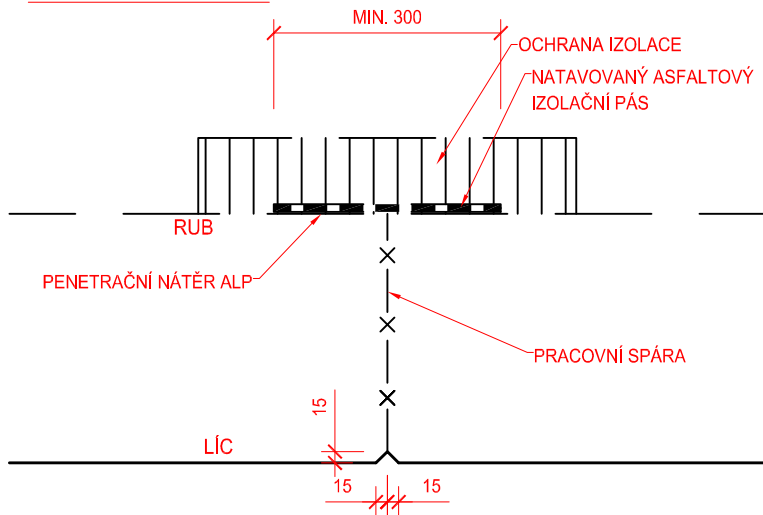 MIN. 300
OCHRANA IZOLACE
NATAVOVANÝ ASFALTOVÝ
IZOLAČNÍ PÁS
RUB
PENETRAČNÍ NÁTĚR ALP
PRACOVNÍ SPÁRA
15
LÍC
15
15